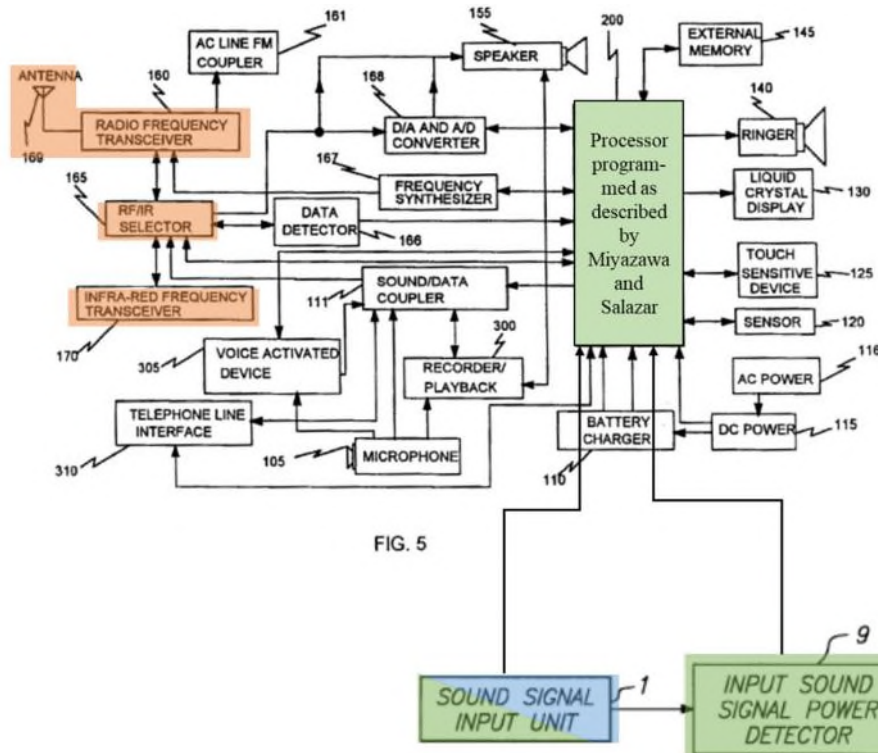 161
155
200
AC LINE FM
COUPLER
SPEAKER
EXTERNAL
MEMORY
145
ANTENNA
160
168
140
RADIO FREQUENCY
TRANSCEIVER
D/A AND A/D
CONVERTER
RINGER
169
167
Processor
program-
med as
described
by
Miyazawa
and
Salazar
165
FREQUENCY
SYNTHESIZER
LIQUID
CRYSTAL
DISPLAY
130
RF/IR
SELECTOR
DATA
DETECTOR
166
TOUCH
SENSITIVE
DEVICE
125
111
SOUND/DATA
COUPLER
INFRA-RED FREQUENCY
TRANSCEIVER
300
SENSOR
120
170
305
VOICE ACTIVATED
DEVICE
RECORDER/
PLAYBACK
116
AC POWER
TELEPHONE LINE
INTERFACE
BATTERY
CHARGER
DC POWER
115
310
105
MICROPHONE
110
FIG. 5
9
SOUND SIGNAL
INPUT UNIT
1
INPUT SOUND
SIGNAL POWER
DETECTOR